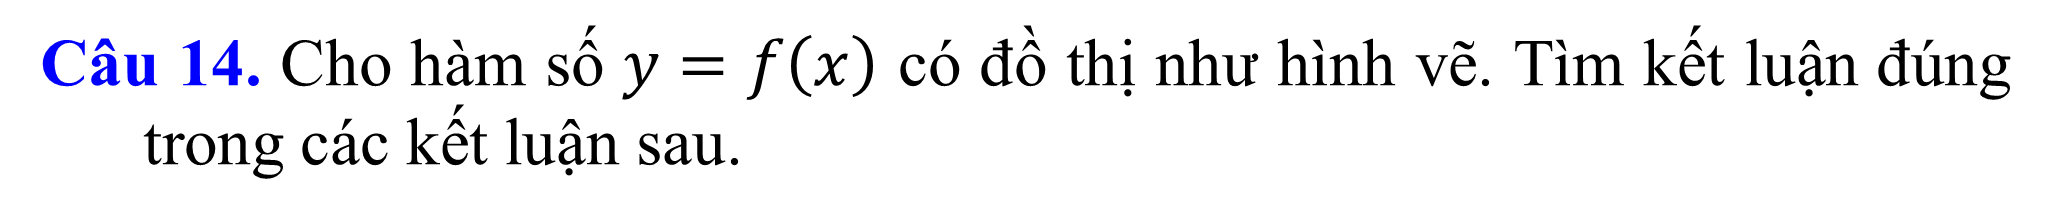 Câu 14. Cho hàm số y = f(x) có đồ thị như hình vẽ. Tìm kết luận đúng
trong các kết luận sau.